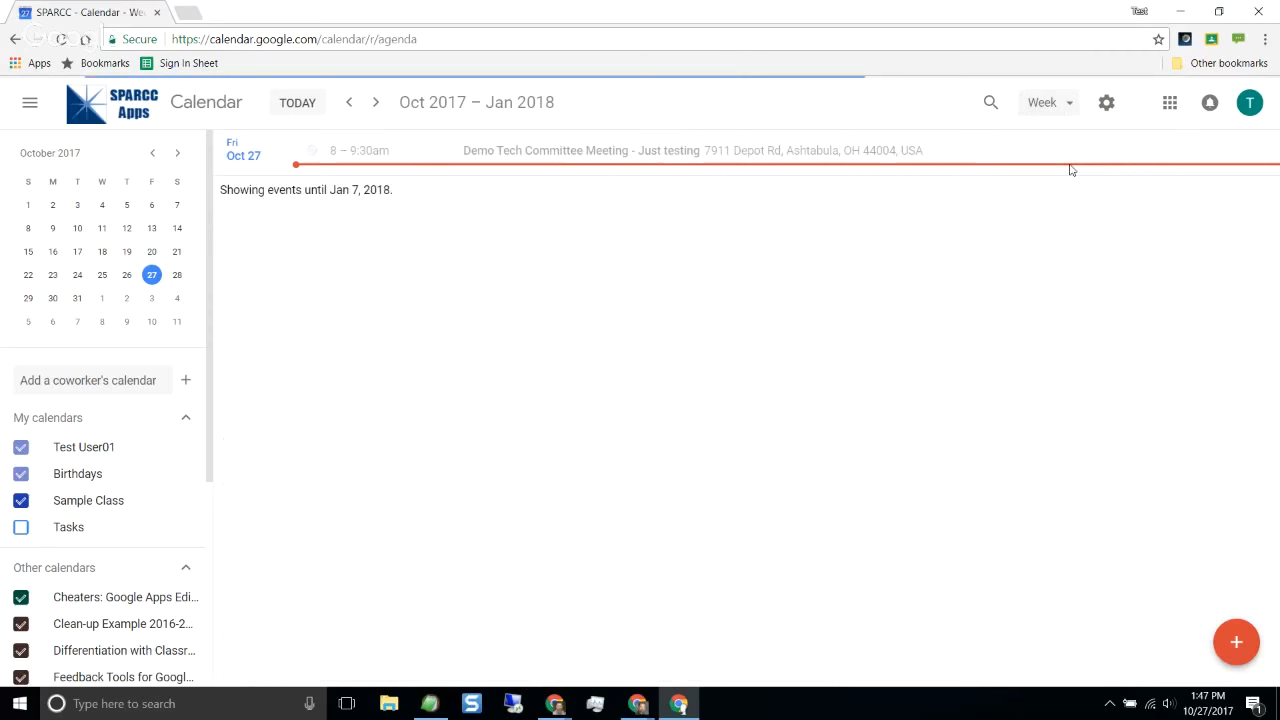 SPARCC - Calendar - We
Test
Secure
https://calendar.google.com/calendar/r/agenda
Apps
Bookmarks
Sign In Sheet
Other bookmarks
SPARCC
Apps
Calendar
TODAY
Oct 2017 – Jan 2018
Week
T
October 2017
S M T W T F S
1 2 3 4 5 6 7
8 9 10 11 12 13 14
15 16 17 18 19 20 21
22 23 24 25 26 27 28
29 30 31 1 2 3 4
5 6 7 8 9 10 11
Fri
Oct 27
8 – 9:30am
Demo Tech Committee Meeting - Just testing 7911 Depot Rd, Ashtabula, OH 44004, USA
Showing events until Jan 7, 2018.
Add a coworker's calendar
My calendars
Test User01
Birthdays
Sample Class
Tasks
Other calendars
Cheaters: Google Apps Edi...
Clean-up Example 2016-2...
Differentiation with Classr...
Feedback Tools for Googl...
Type here to search
1:47 PM
10/27/2017